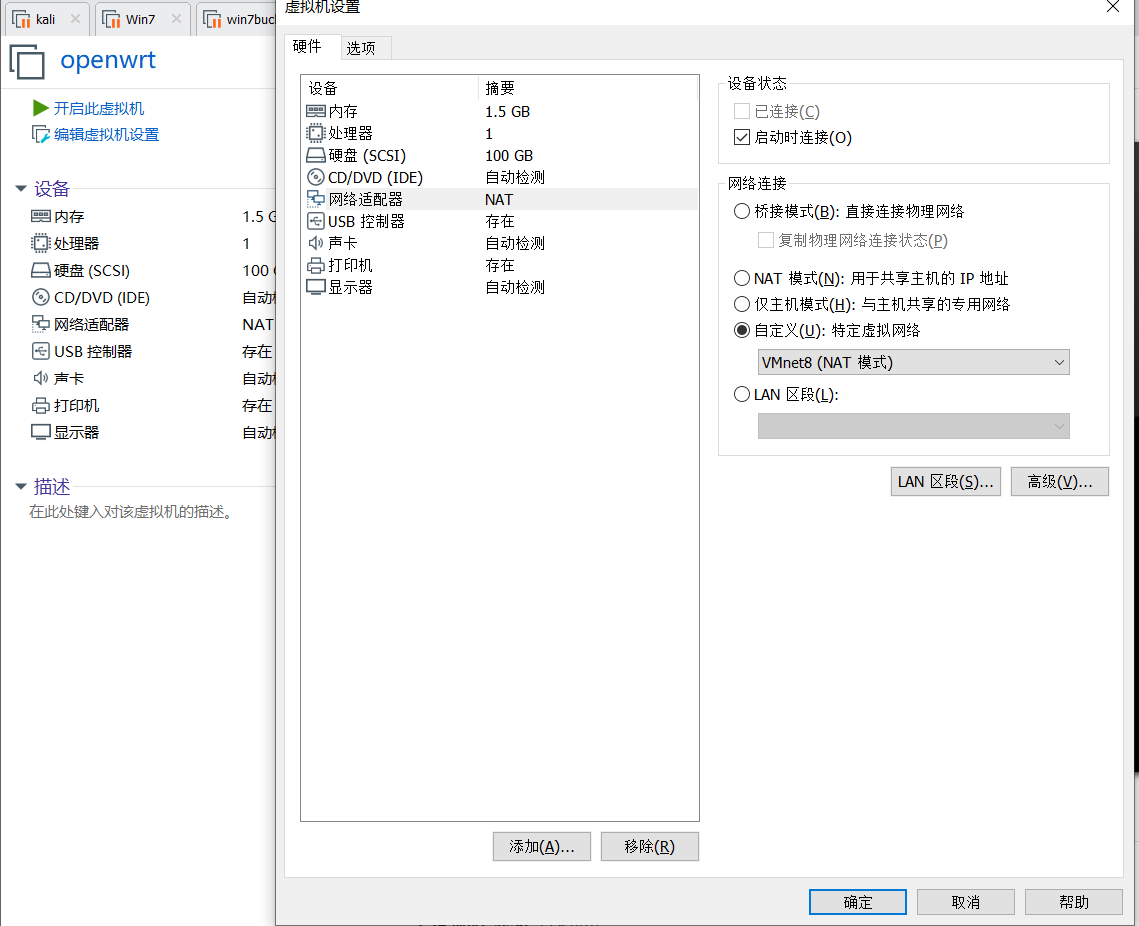 kali
Win7
win7buc
openwrt
开启此虚拟机
编辑虚拟机设置
设备
内存 1.5 G
处理器 1
硬盘 (SCSI) 100
CD/DVD (IDE) 自动
网络适配器 NAT
USB 控制器 存在
声卡 自动
打印机 存在
显示器 自动
描述
在此处键入对该虚拟机的描述。
虚拟机设置
硬件 选项
设备 摘要
内存 1.5 GB
处理器 1
硬盘 (SCSI) 100 GB
CD/DVD (IDE) 自动检测
网络适配器 NAT
USB 控制器 存在
声卡 自动检测
打印机 存在
显示器 自动检测
添加(A)... 移除(R)
设备状态
已连接(C)
启动时连接(O)
网络连接
桥接模式(B): 直接连接物理网络
复制物理网络连接状态(P)
NAT 模式(N): 用于共享主机的 IP 地址
仅主机模式(H): 与主机共享的专用网络
自定义(U): 特定虚拟网络
VMnet8 (NAT 模式)
LAN 区段(L):
LAN 区段(S)... 高级(V)...
确定 取消 帮助